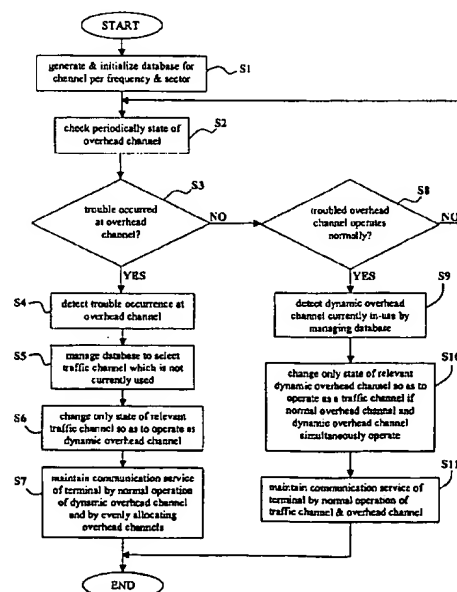 START
generate & initialize database for
channel per frequency & sector
S1
check periodically state of
overhead channel
S2
S3
trouble occurred
at overhead
channel?
NO
YES
S8
troubled overhead
channel operates
normally?
NO
YES
S4
detect trouble occurrence at
overhead channel
S5
manage database to select
traffic channel which is not
currently used
S6
change only state of relevant
traffic channel so as to operate as
dynamic overhead channel
S7
maintain communication service
of terminal by normal operation
of dynamic overhead channel
and by evenly allocating
overhead channels
S9
detect dynamic overhead
channel currently in-use by
managing database
S10
change only state of relevant
dynamic overhead channel so as to
operate as a traffic channel if
normal overhead channel and
dynamic overhead channel
simultaneously operate
S11
maintain communication service of
terminal by normal operation of
traffic channel & overhead channel
END